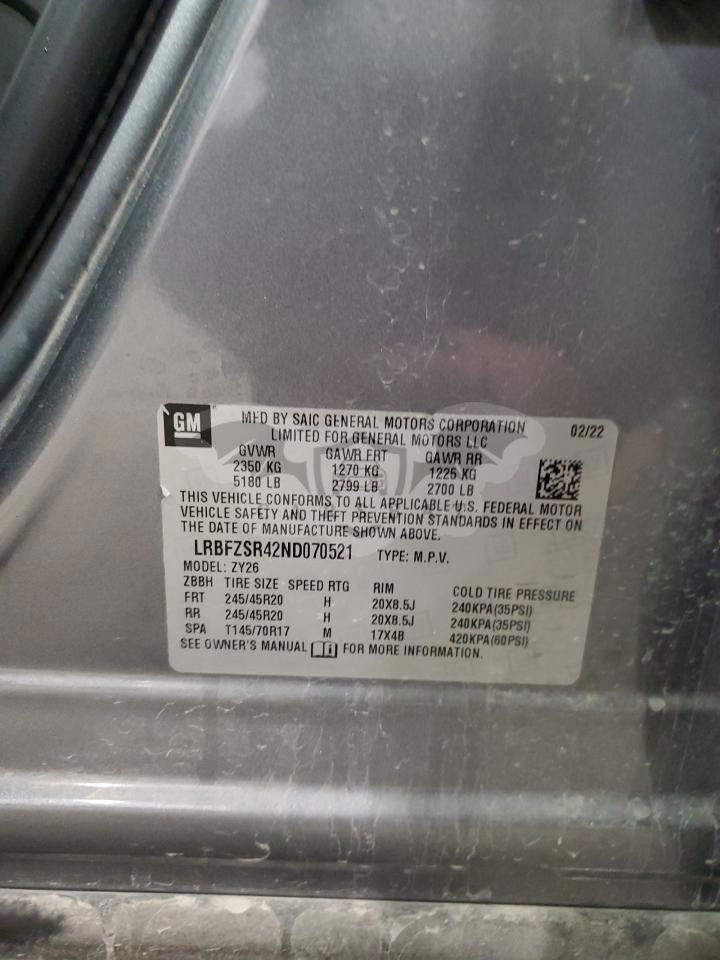 GM
MFD BY SAIC GENERAL MOTORS CORPORATION 02/22
LIMITED FOR GENERAL MOTORS LLC
GVWR GAWR FRT GAWR RR
2350 KG 1270 KG 1225 KG
5180 LB 2799 LB 2700 LB
THIS VEHICLE CONFORMS TO ALL APPLICABLE U.S. FEDERAL MOTOR
VEHICLE SAFETY AND THEFT PREVENTION STANDARDS IN EFFECT ON
THE DATE OF MANUFACTURE SHOWN ABOVE.
LRBFZSR42ND070521 TYPE: M.P.V.
MODEL: ZY26
ZBBH TIRE SIZE SPEED RTG RIM COLD TIRE PRESSURE
FRT 245/45R20 H 20X8.5J 240KPA(35PSI)
RR 245/45R20 H 20X8.5J 240KPA(35PSI)
SPA T145/70R17 M 17X4B 420KPA(60PSI)
SEE OWNER'S MANUAL FOR MORE INFORMATION.